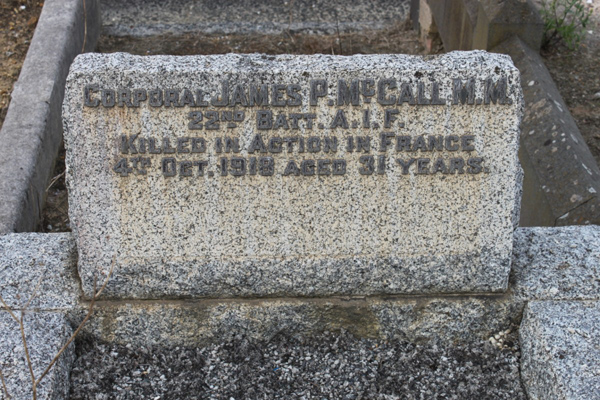 CORPORAL JAMES P. McCALL M.M.
23RD BATT. A.I.F.
KILLED IN ACTION IN FRANCE
4TH OCT. 1918 AGED 31 YEARS.